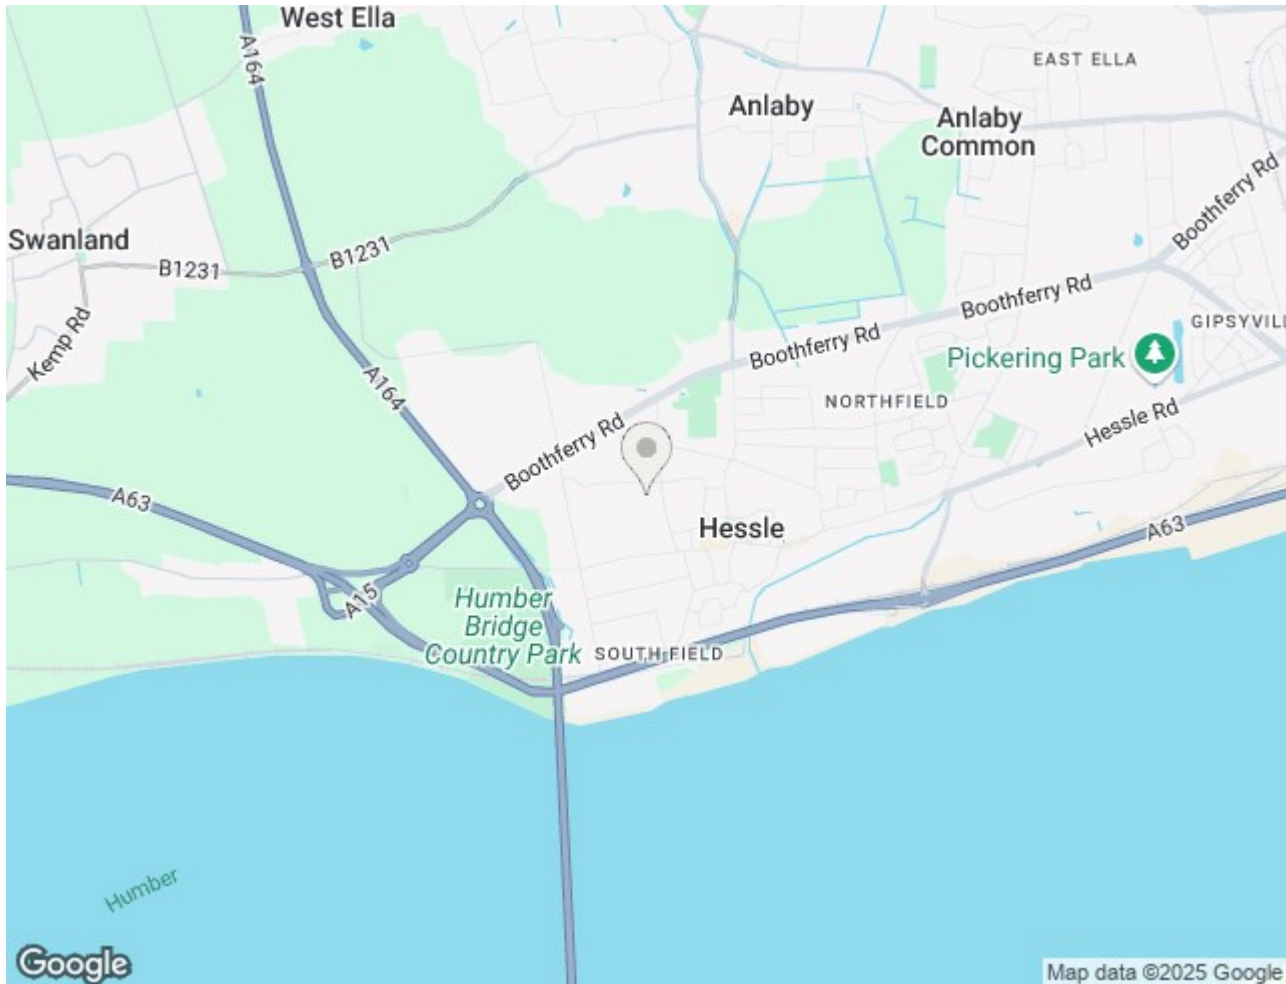 West Ella
A164
EAST ELLA
Anlaby
Anlaby
Common
Boothferry Rd
Swanland
B1231
B1231
Kemp Rd
Boothferry Rd
Boothferry Rd
GIPSYVILL
Pickering Park
A164
NORTHFIELD
Hessle Rd
Boothferry Rd
A63
Hessle
A63
A15
Humber
Bridge
Country Park
SOUTH FIELD
Humber
Google
Map data ©2025 Google